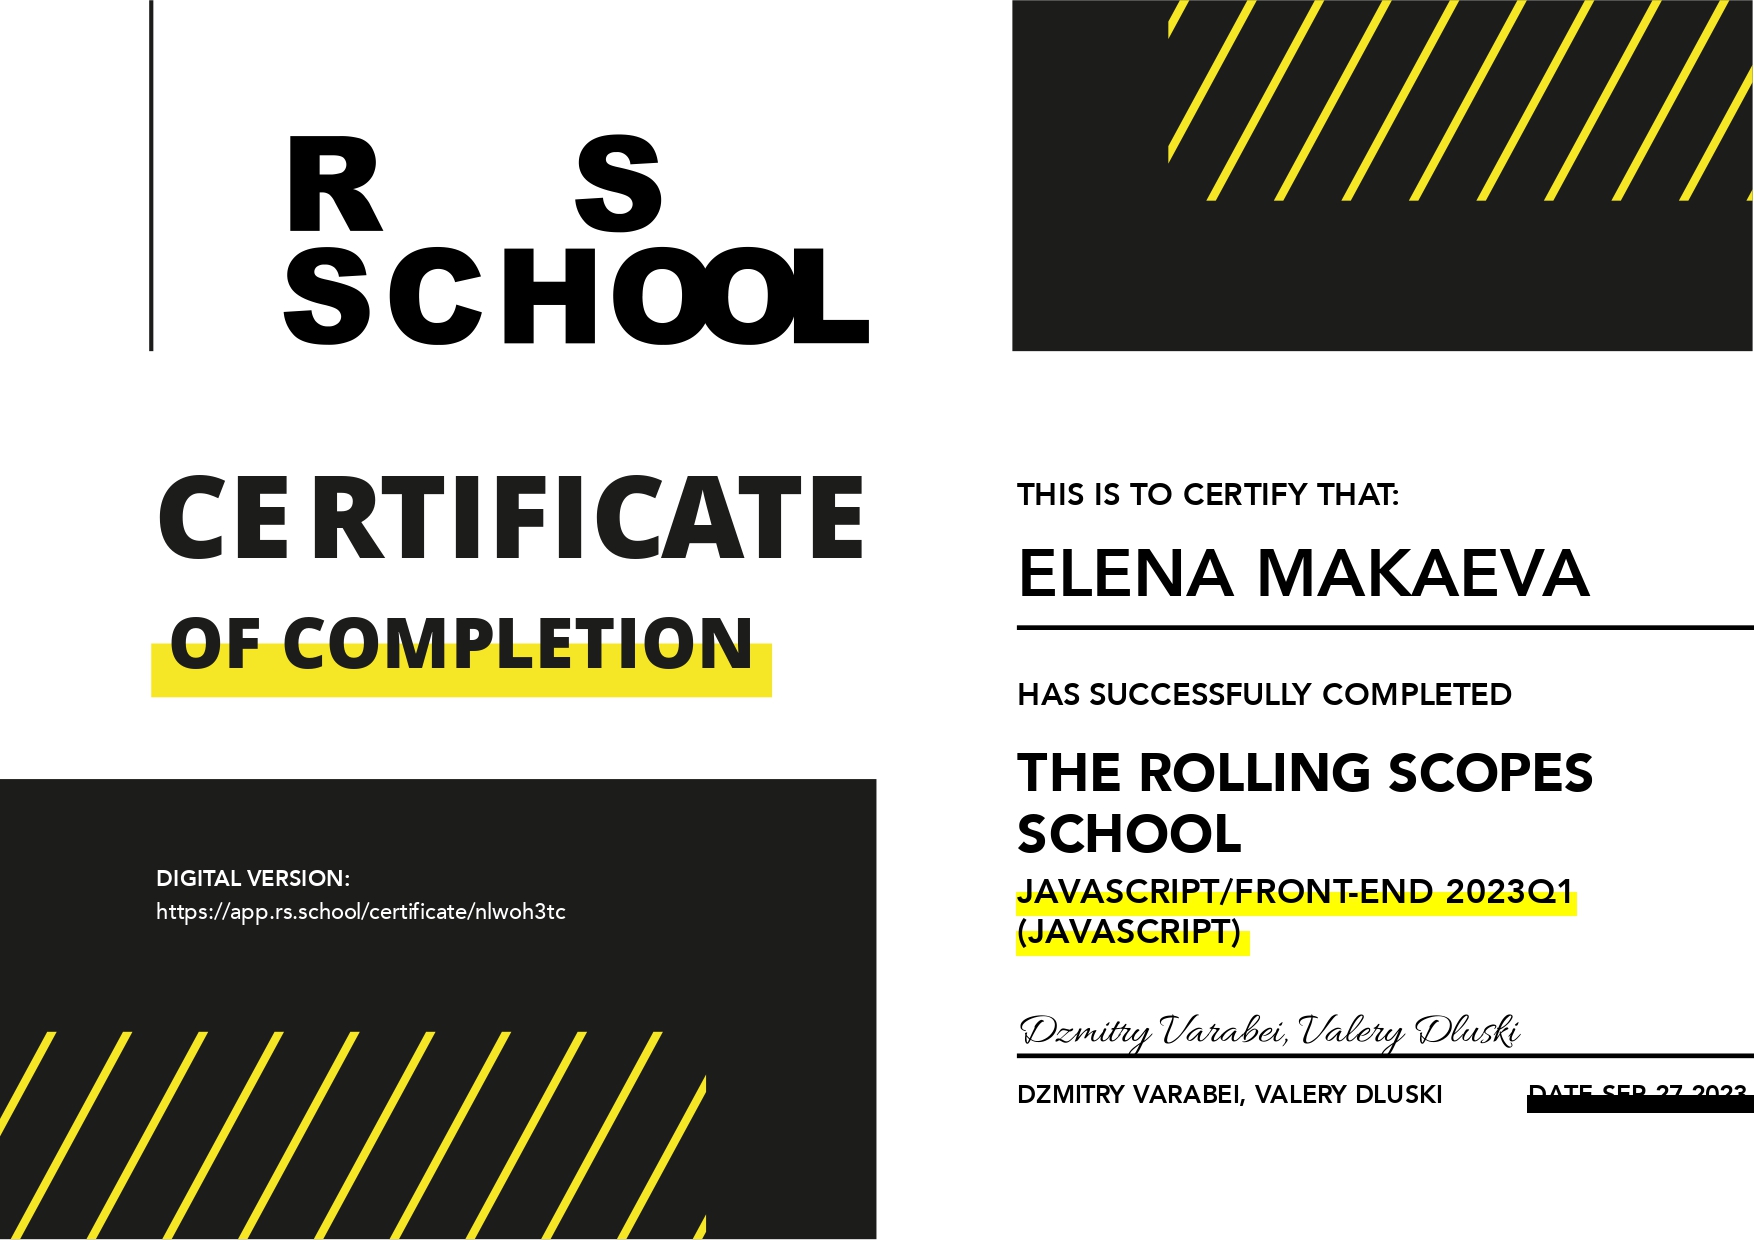 R S
SCHOOL
CERTIFICATE
OF COMPLETION
DIGITAL VERSION:
https://app.rs.school/certificate/nlwoh3tc
THIS IS TO CERTIFY THAT:
ELENA MAKAEVA
HAS SUCCESSFULLY COMPLETED
THE ROLLING SCOPES
SCHOOL
JAVASCRIPT/FRONT-END 2023Q1
(JAVASCRIPT)
Dzmitry Varabei, Valery Dluski
DZMITRY VARABEI, VALERY DLUSKI
DATE SEP 27 2023